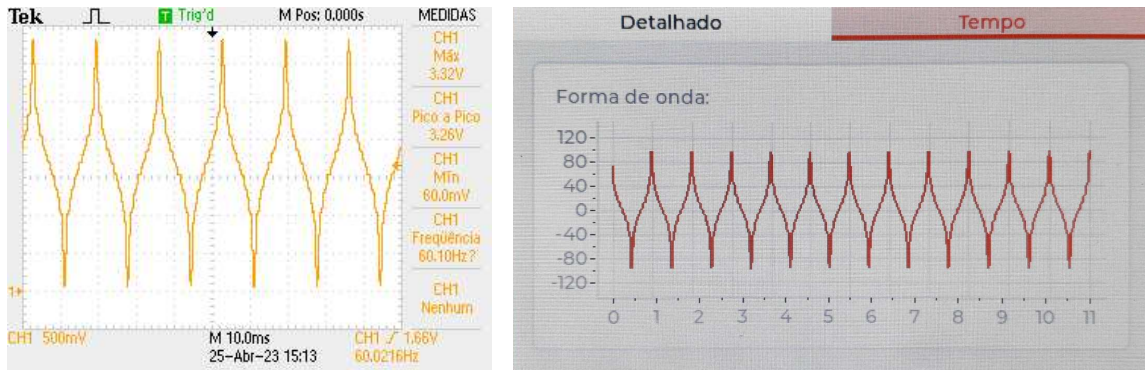 Tek
T Trig'd
M Pos: 0.000s
MEDIDAS
CH1
Máx
3.32V
CH1
Pico a Pico
3.26V
CH1
Mín
60.0mV
CH1
Freqüência
60.10Hz?
CH1
Nenhum
1
CH1 500mV
M 10.0ms
CH1 1.66V
25-Abr-23 15:13
60.0216Hz
Detalhado
Tempo
Forma de onda:
120
80
40
0
-40
-80
-120
0 1 2 3 4 5 6 7 8 9 10 11